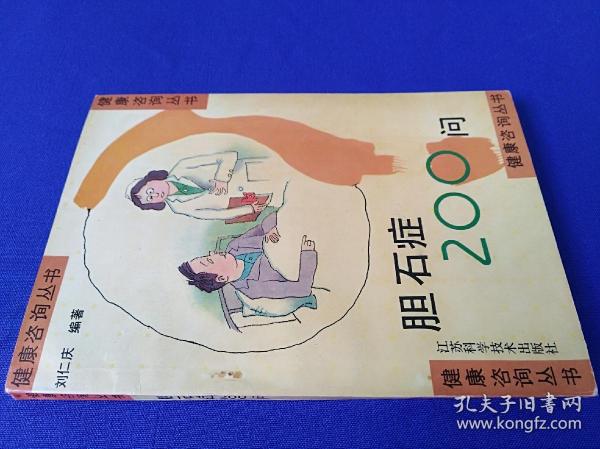 健康咨询丛书
健康咨询丛书
健康咨询丛书
健康咨询丛书
胆石症
200问
刘仁庆 编著
江苏科学技术出版社
孔夫子旧书网
www.kongfz.com